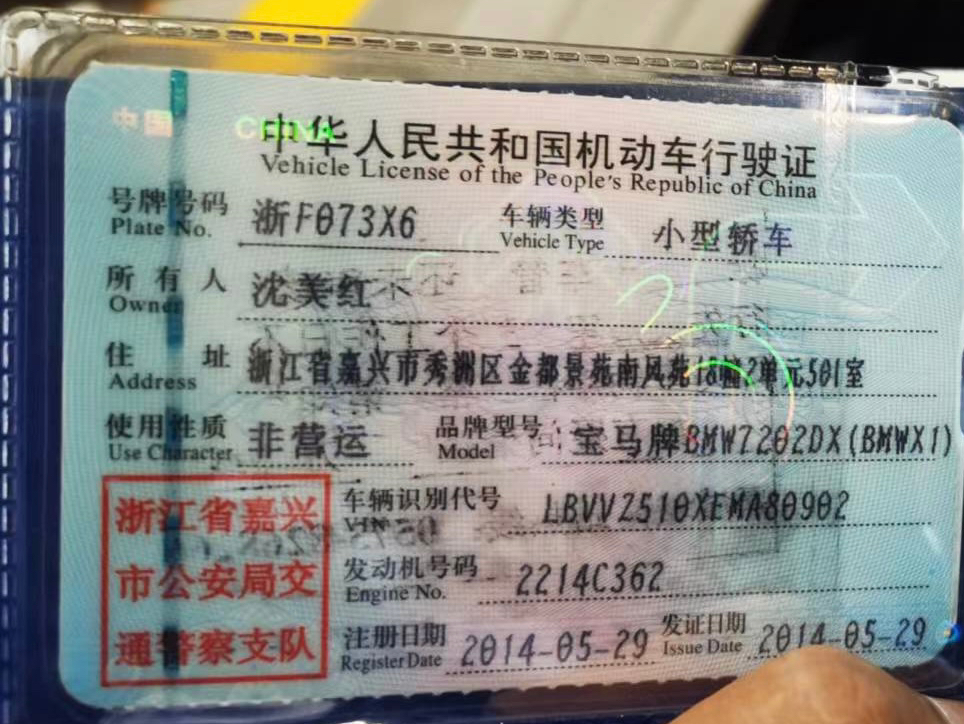 中国 CHINA
中华人民共和国机动车行驶证
Vehicle License of the People's Republic of China
号牌号码 浙F073X6 车辆类型 小型轿车
Plate No. Vehicle Type
所有人 沈美红
Owner
住址 浙江省嘉兴市秀洲区金都景苑南风苑18幢2单元501室
Address
使用性质 非营运 品牌型号 宝马牌BMW7202DX(BMWX1)
Use Character Model
浙江省嘉兴
市公安局交
通警察支队
车辆识别代号 LBVVZ510XEMA80902
VIN
发动机号码 2214C362
Engine No.
注册日期 2014-05-29 发证日期 2014-05-29
Register Date Issue Date